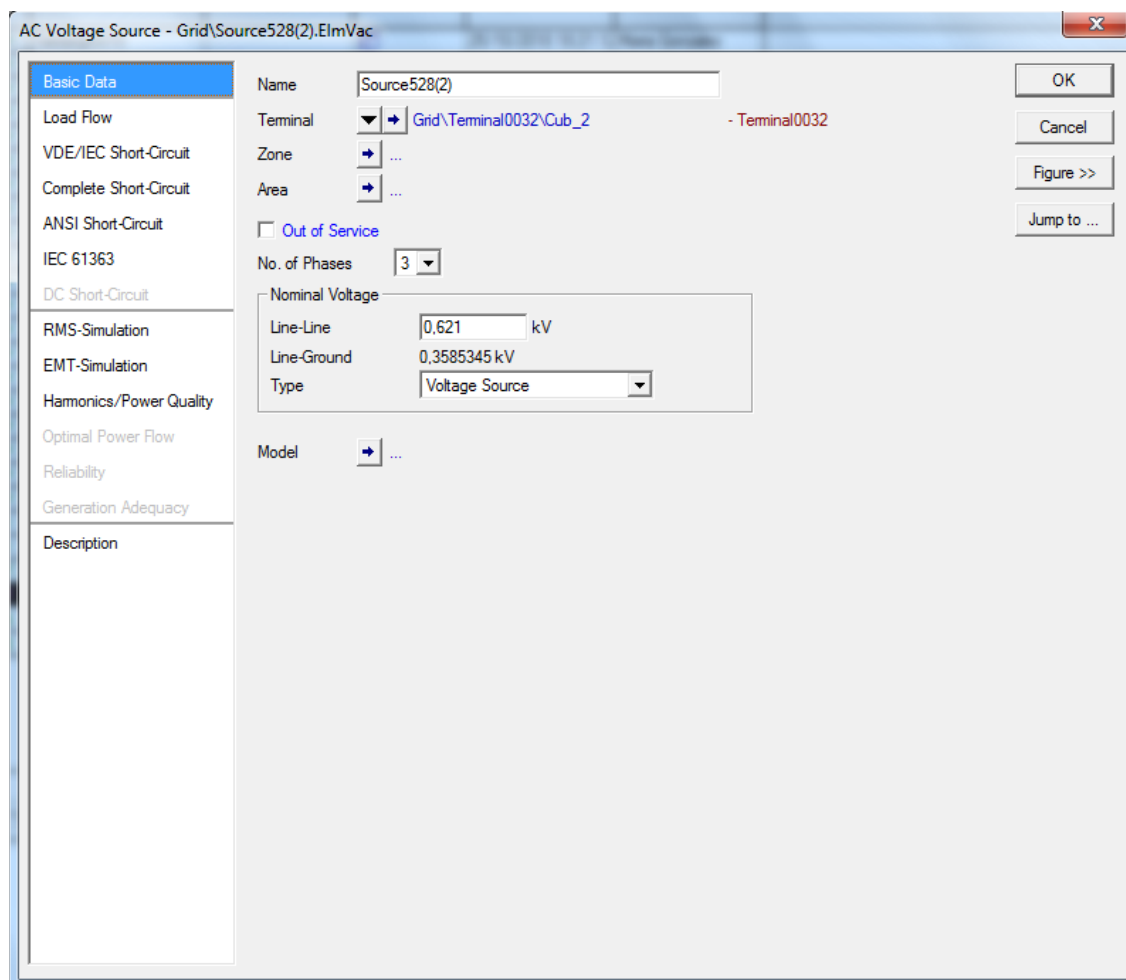 AC Voltage Source - Grid\Source528(2).ElmVac
Basic Data
Load Flow
VDE/IEC Short-Circuit
Complete Short-Circuit
ANSI Short-Circuit
IEC 61363
DC Short-Circuit
RMS-Simulation
EMT-Simulation
Harmonics/Power Quality
Optimal Power Flow
Reliability
Generation Adequacy
Description
Name Source528(2)
Terminal Grid\Terminal0032\Cub_2 - Terminal0032
Zone ...
Area ...
Out of Service
No. of Phases 3
Nominal Voltage
Line-Line 0,621 kV
Line-Ground 0,3585345 kV
Type Voltage Source
Model ...
OK
Cancel
Figure >>
Jump to ...